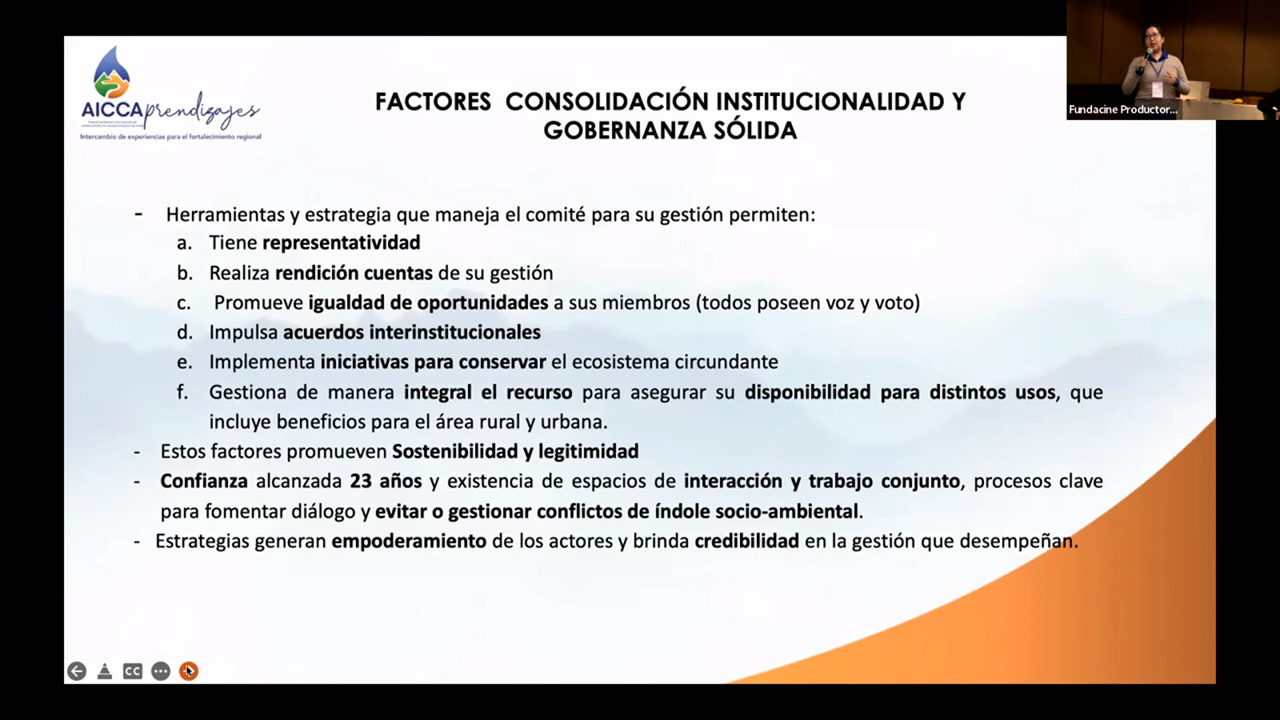 AICCAprendizajes
Intercambio de experiencias para el fortalecimiento regional
FACTORES CONSOLIDACIÓN INSTITUCIONALIDAD Y
GOBERNANZA SÓLIDA
Fundacine Productor...
- Herramientas y estrategia que maneja el comité para su gestión permiten:
a. Tiene representatividad
b. Realiza rendición cuentas de su gestión
c. Promueve igualdad de oportunidades a sus miembros (todos poseen voz y voto)
d. Impulsa acuerdos interinstitucionales
e. Implementa iniciativas para conservar el ecosistema circundante
f. Gestiona de manera integral el recurso para asegurar su disponibilidad para distintos usos, que
incluye beneficios para el área rural y urbana.
- Estos factores promueven Sostenibilidad y legitimidad
- Confianza alcanzada 23 años y existencia de espacios de interacción y trabajo conjunto, procesos clave
para fomentar diálogo y evitar o gestionar conflictos de índole socio-ambiental.
- Estrategias generan empoderamiento de los actores y brinda credibilidad en la gestión que desempeñan.
CC